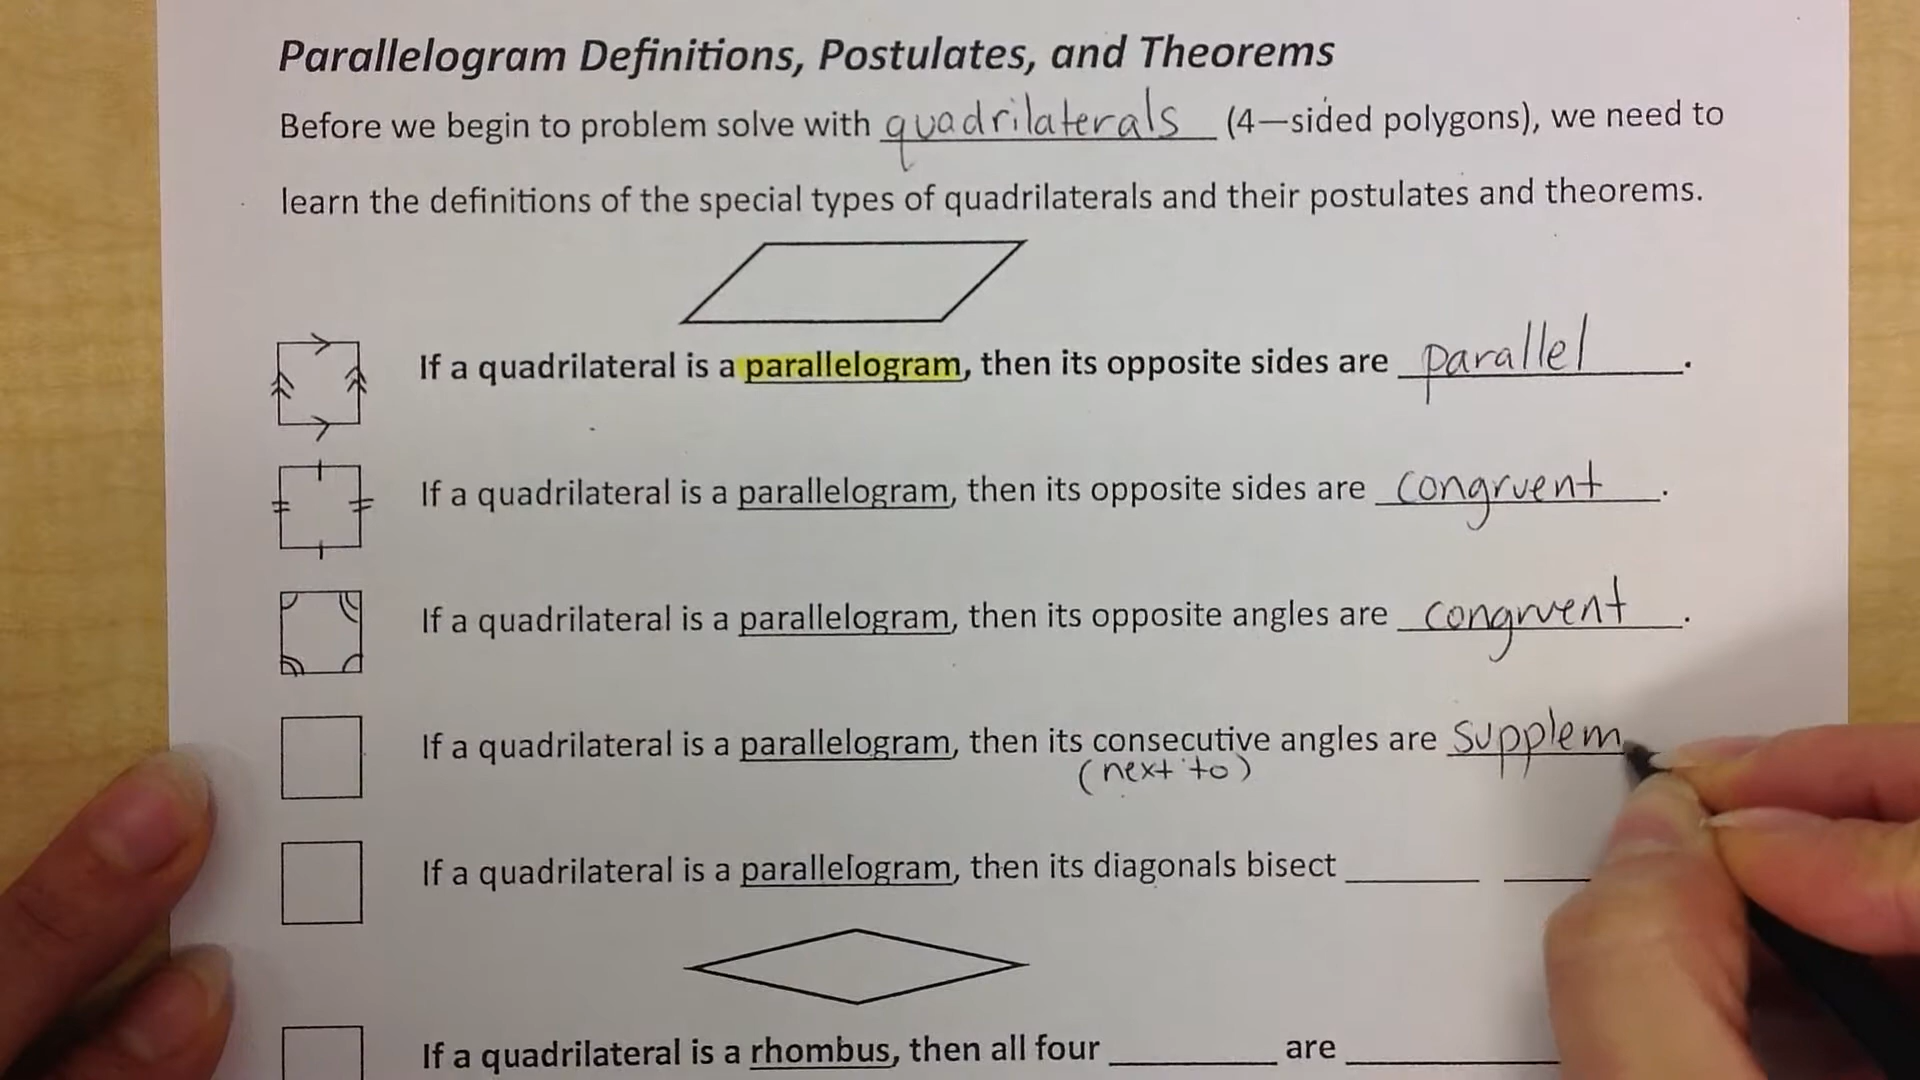 Parallelogram Definitions, Postulates, and Theorems
Before we begin to problem solve with quadrilaterals (4—sided polygons), we need to
learn the definitions of the special types of quadrilaterals and their postulates and theorems.
If a quadrilateral is a parallelogram, then its opposite sides are parallel.
If a quadrilateral is a parallelogram, then its opposite sides are congruent.
If a quadrilateral is a parallelogram, then its opposite angles are congruent.
If a quadrilateral is a parallelogram, then its consecutive angles are supplem
(next to)
If a quadrilateral is a parallelogram, then its diagonals bisect ______ ______
If a quadrilateral is a rhombus, then all four ______ are ______